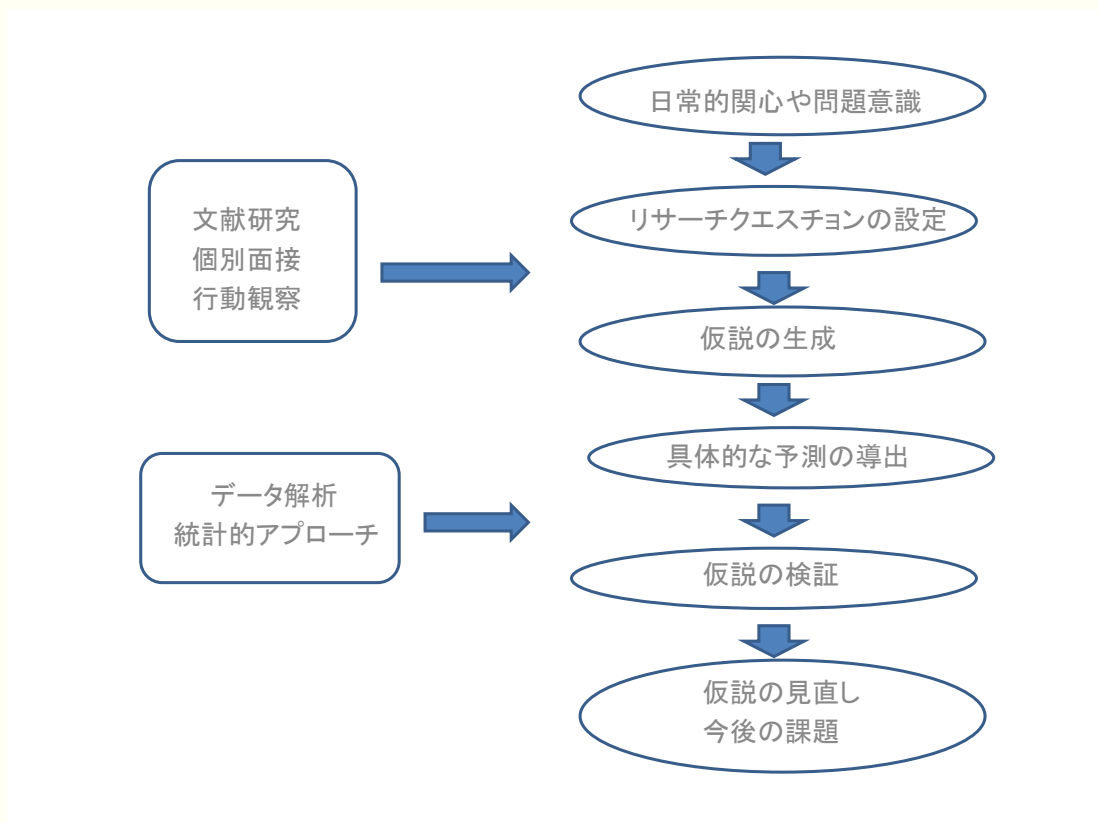 日常的関心や問題意識
文献研究
個別面接
行動観察
リサーチクエスチョンの設定
仮説の生成
具体的な予測の導出
データ解析
統計的アプローチ
仮説の検証
仮説の見直し
今後の課題